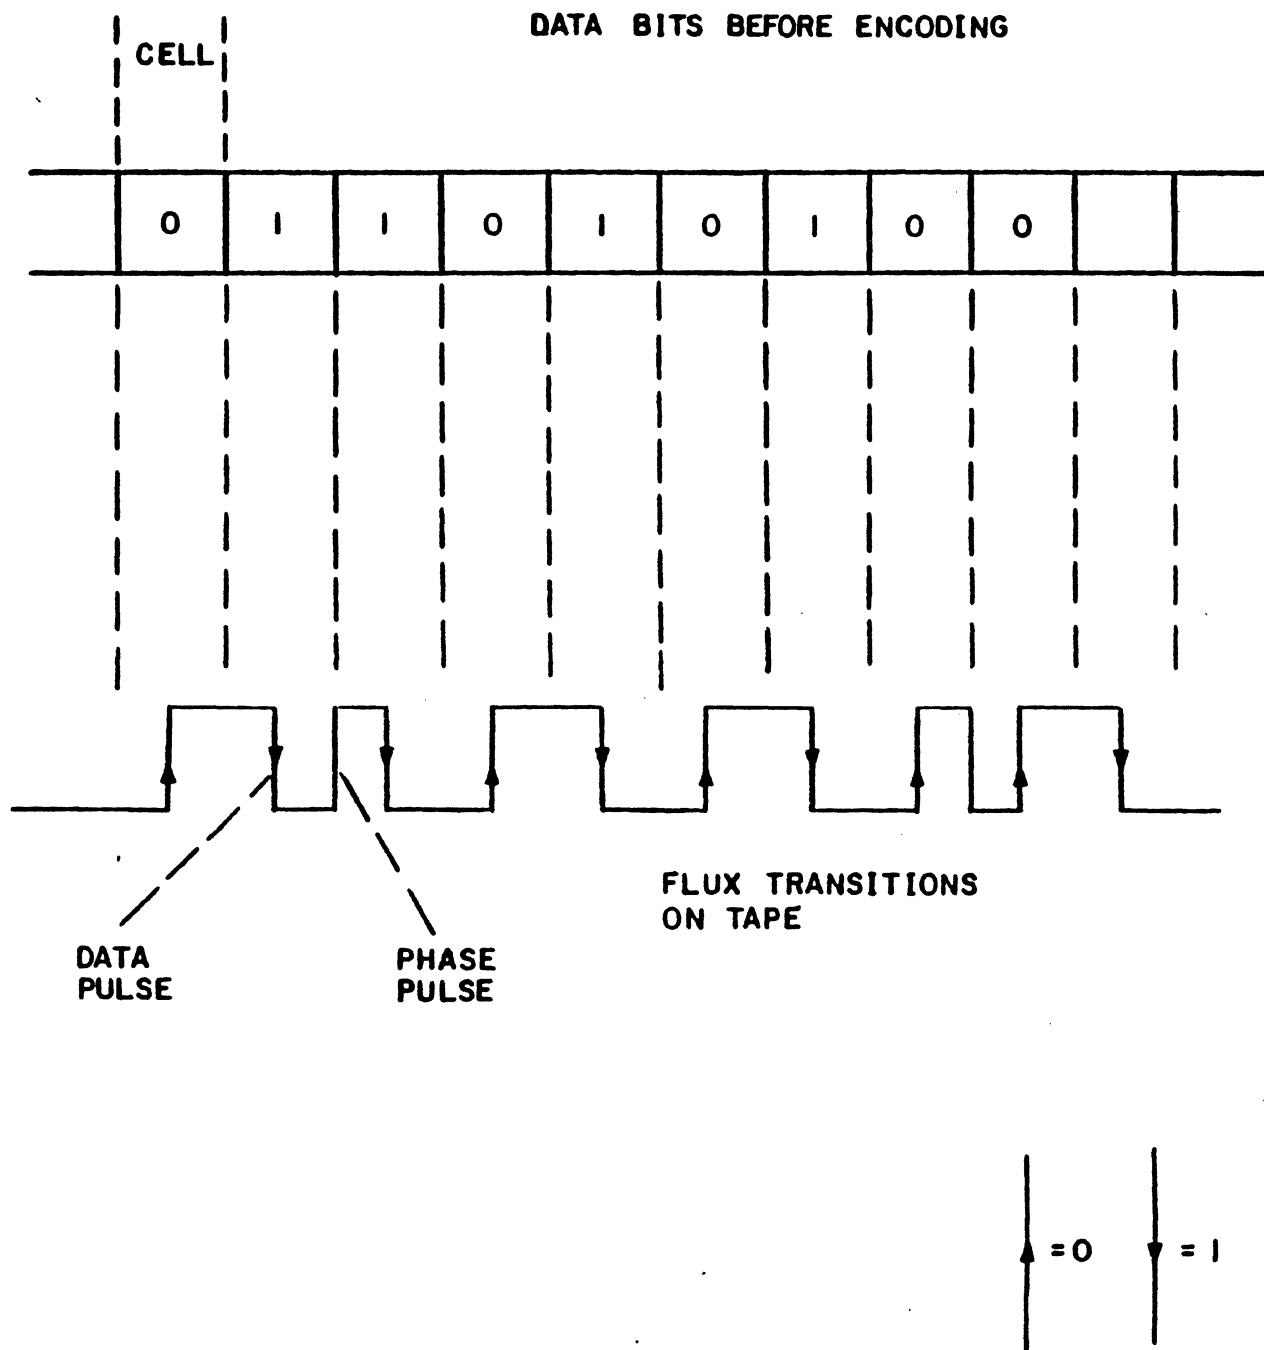 DATA BITS BEFORE ENCODING
CELL
0 1 1 0 1 0 1 0 0
FLUX TRANSITIONS
ON TAPE
DATA
PULSE
PHASE
PULSE
=0 =1